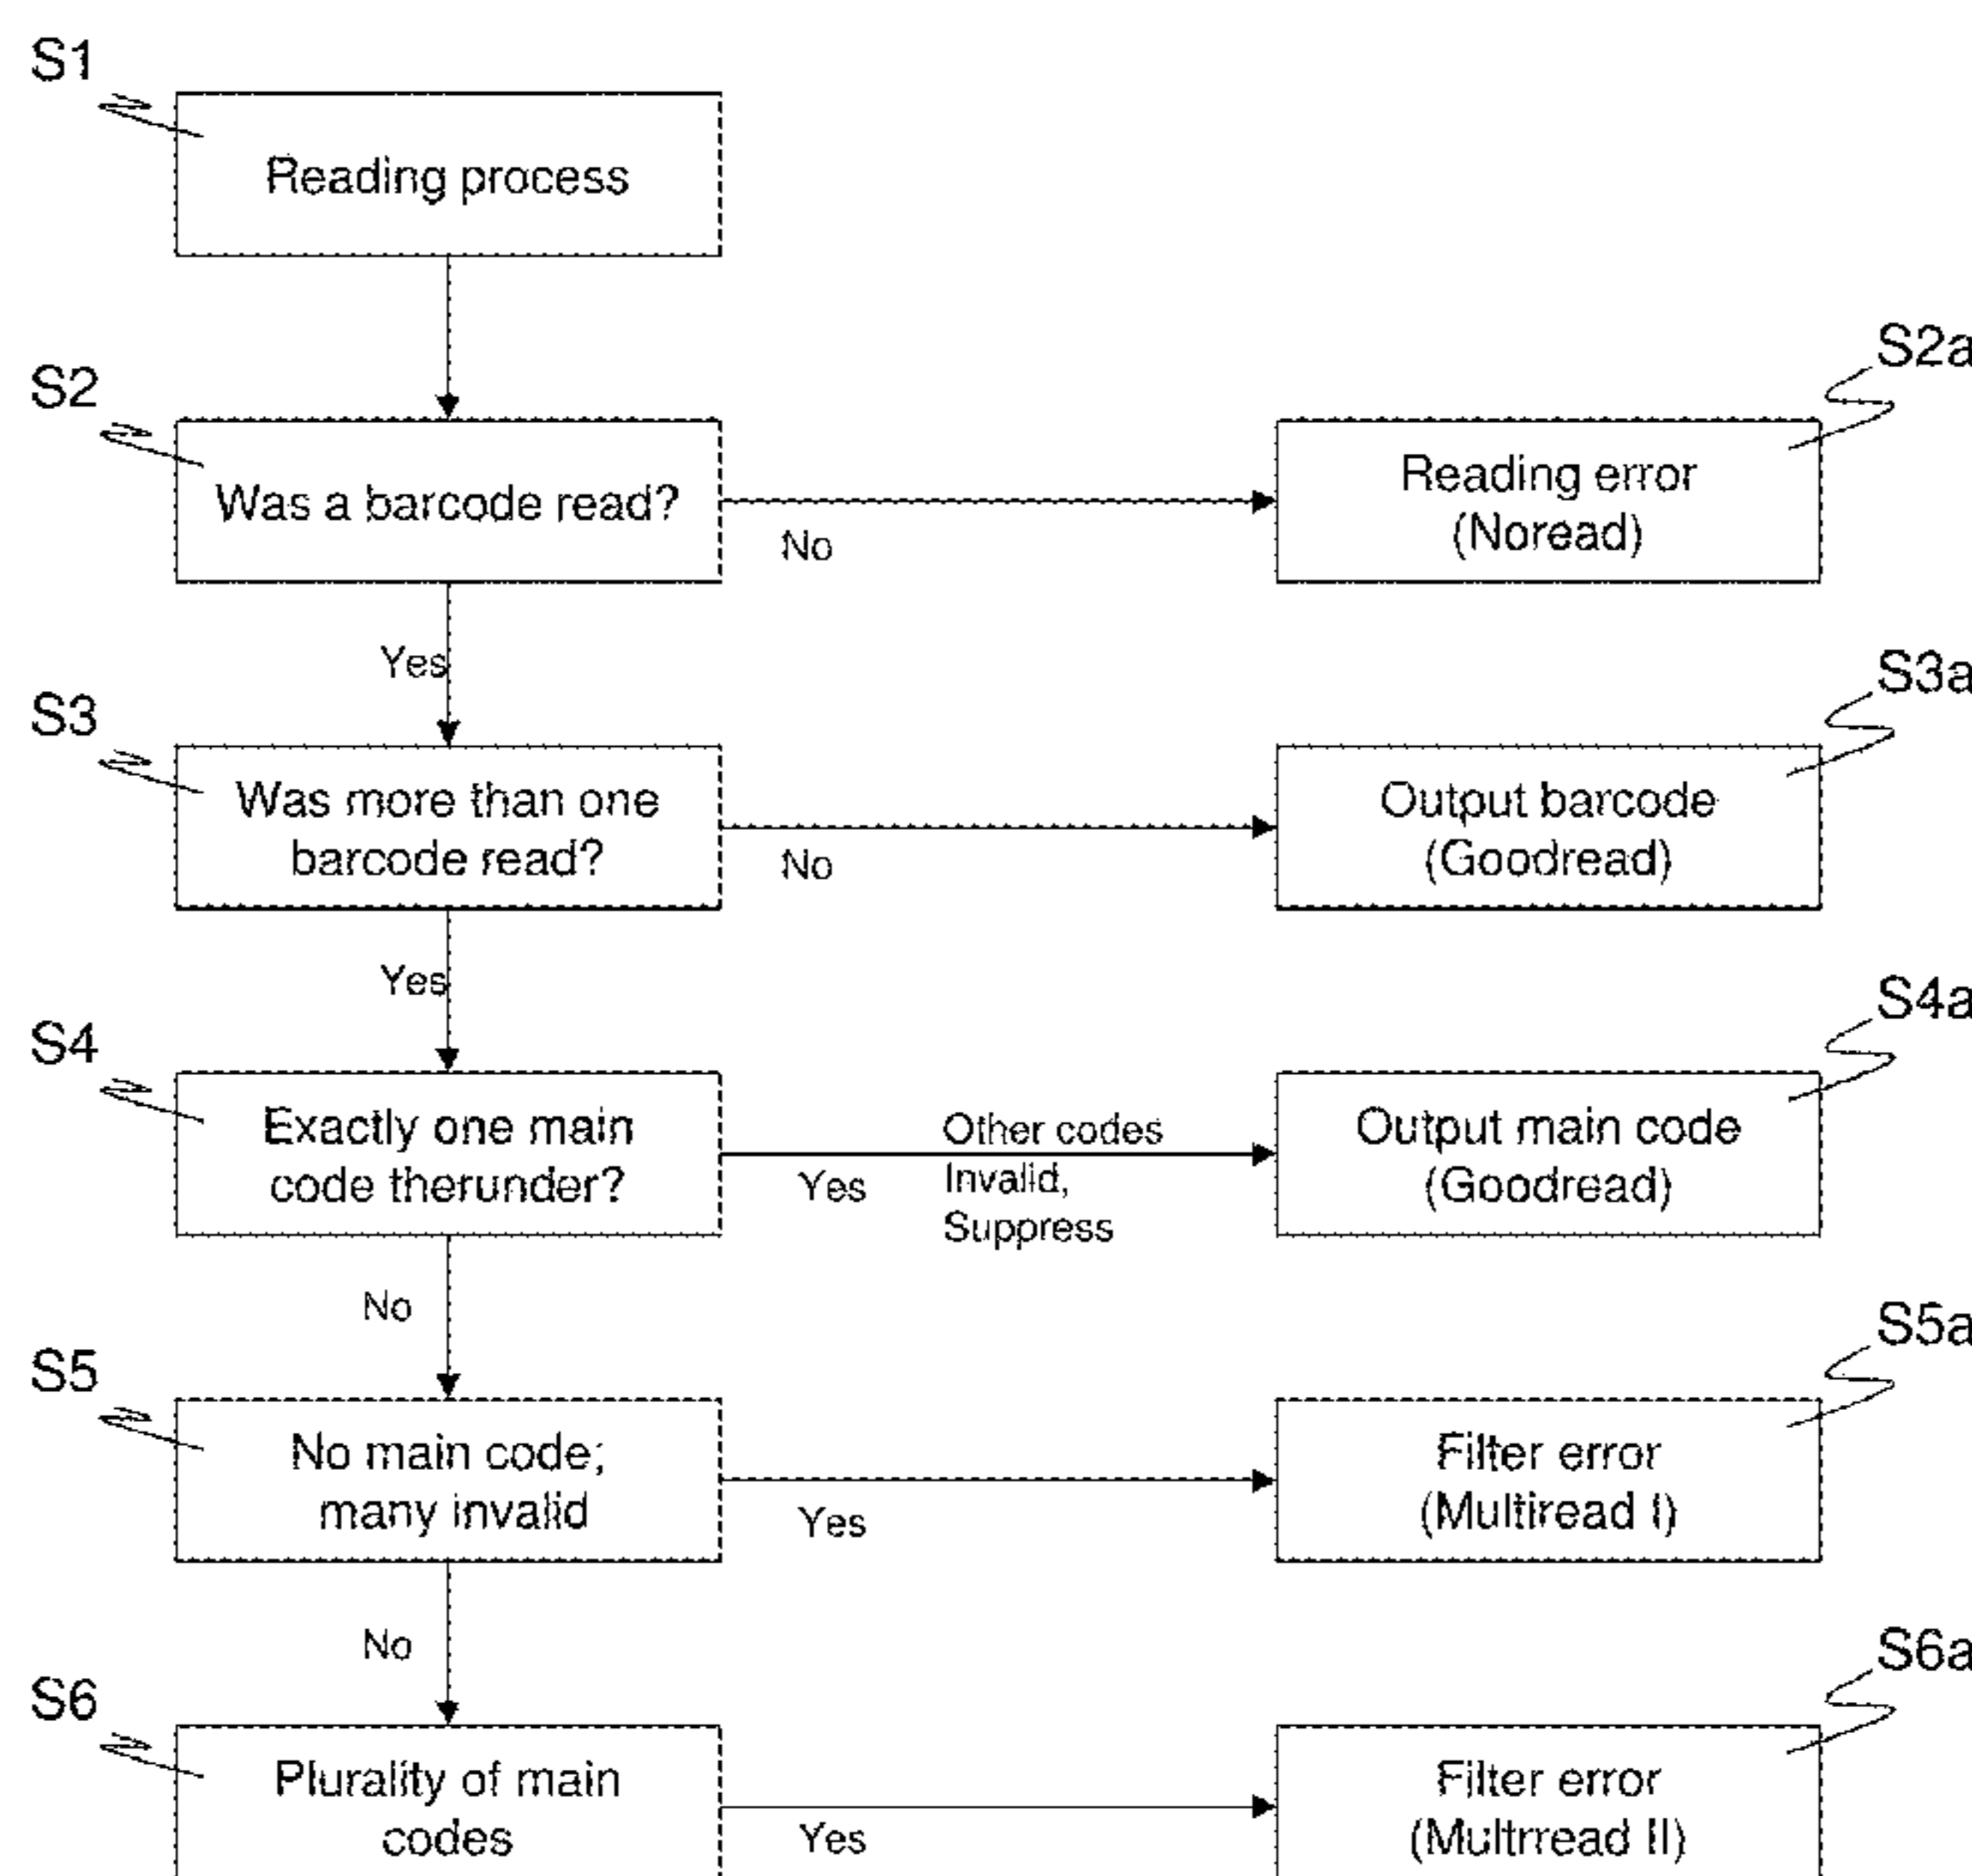 S1
Reading process
S2a
S2
Was a barcode read?
No
Reading error
(Noread)
Yes
S3a
S3
Was more than one
barcode read?
No
Output barcode
(Goodread)
Yes
S4a
S4
Exactly one main
code therunder?
Yes
Other codes
Invalid,
Suppress
Output main code
(Goodread)
No
S5a
S5
No main code;
many invalid
Yes
Filter error
(Multiread I)
No
S6a
S6
Plurality of main
codes
Yes
Filter error
(Multrread II)